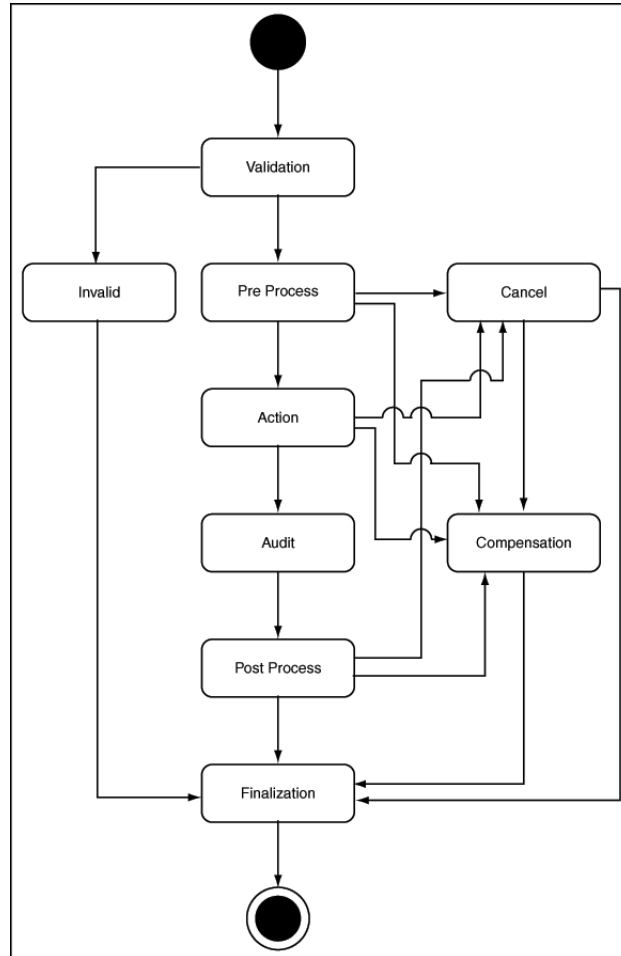 Validation
Invalid
Pre Process
Cancel
Action
Audit
Compensation
Post Process
Finalization